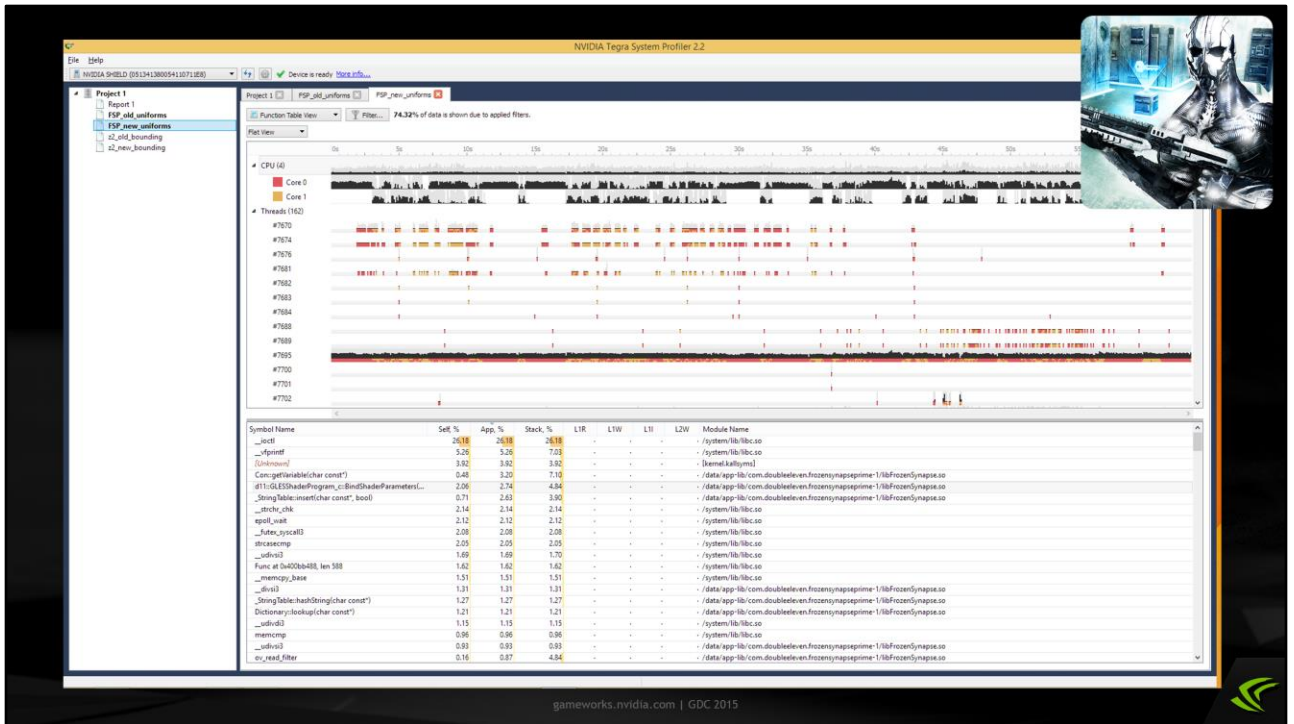 NVIDIA Tegra System Profiler 2.2
File Help
NVIDIA SHIELD (0513413800541107 11E8) Device is ready More info...
Project 1
Report 1
FSP_old_uniforms
FSP_new_uniforms
z2_old_bounding
z2_new_bounding
Project 1 FSP_old_uniforms FSP_new_uniforms
Function Table View Filter... 74.32% of data is shown due to applied filters.
Flat View
0s 5s 10s 15s 20s 25s 30s 35s 40s 45s 50s
CPU (4)
Core 0
Core 1
Threads (162)
#7670
#7674
#7676
#7681
#7682
#7683
#7684
#7688
#7689
#7695
#7700
#7701
#7702
Symbol Name Self, % App, % Stack, % L1R L1W L1I L2W Module Name
__ioctl 26.18 26.18 26.18 - - - - /system/lib/libc.so
__vfprintf 5.26 5.26 7.03 - - - - /system/lib/libc.so
[Unknown] 3.92 3.92 3.92 - - - - [kernel.kallsyms]
Con::getVariable(char const*) 0.48 3.20 7.10 - - - - /data/app-lib/com.doubleeleven.frozensynapseprime-1/libFrozenSynapse.so
d11::GLESShaderProgram_c::BindShaderParameters(... 2.06 2.74 4.84 - - - - /data/app-lib/com.doubleeleven.frozensynapseprime-1/libFrozenSynapse.so
_StringTable::insert(char const*, bool) 0.71 2.63 3.90 - - - - /data/app-lib/com.doubleeleven.frozensynapseprime-1/libFrozenSynapse.so
__strchr_chk 2.14 2.14 2.14 - - - - /system/lib/libc.so
epoll_wait 2.12 2.12 2.12 - - - - /system/lib/libc.so
__futex_syscall3 2.08 2.08 2.08 - - - - /system/lib/libc.so
strcasecmp 2.05 2.05 2.05 - - - - /system/lib/libc.so
__udivsi3 1.69 1.69 1.70 - - - - /system/lib/libc.so
Func at 0x400bb488, len 588 1.62 1.62 1.62 - - - - /system/lib/libc.so
__memcpy_base 1.51 1.51 1.51 - - - - /system/lib/libc.so
__divsi3 1.31 1.31 1.31 - - - - /data/app-lib/com.doubleeleven.frozensynapseprime-1/libFrozenSynapse.so
_StringTable::hashString(char const*) 1.27 1.27 1.27 - - - - /data/app-lib/com.doubleeleven.frozensynapseprime-1/libFrozenSynapse.so
Dictionary::lookup(char const*) 1.21 1.21 1.21 - - - - /data/app-lib/com.doubleeleven.frozensynapseprime-1/libFrozenSynapse.so
__udivdi3 1.15 1.15 1.15 - - - - /system/lib/libc.so
memcmp 0.96 0.96 0.96 - - - - /system/lib/libc.so
__udivsi3 0.93 0.93 0.93 - - - - /data/app-lib/com.doubleeleven.frozensynapseprime-1/libFrozenSynapse.so
ov_read_filter 0.16 0.87 4.84 - - - - /data/app-lib/com.doubleeleven.frozensynapseprime-1/libFrozenSynapse.so
gameworks.nvidia.com | GDC 2015